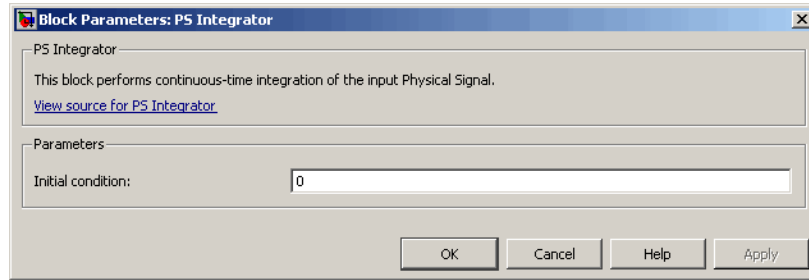 Block Parameters: PS Integrator
PS Integrator
This block performs continuous-time integration of the input Physical Signal.
View source for PS Integrator
Parameters
Initial condition: 0
OK Cancel Help Apply